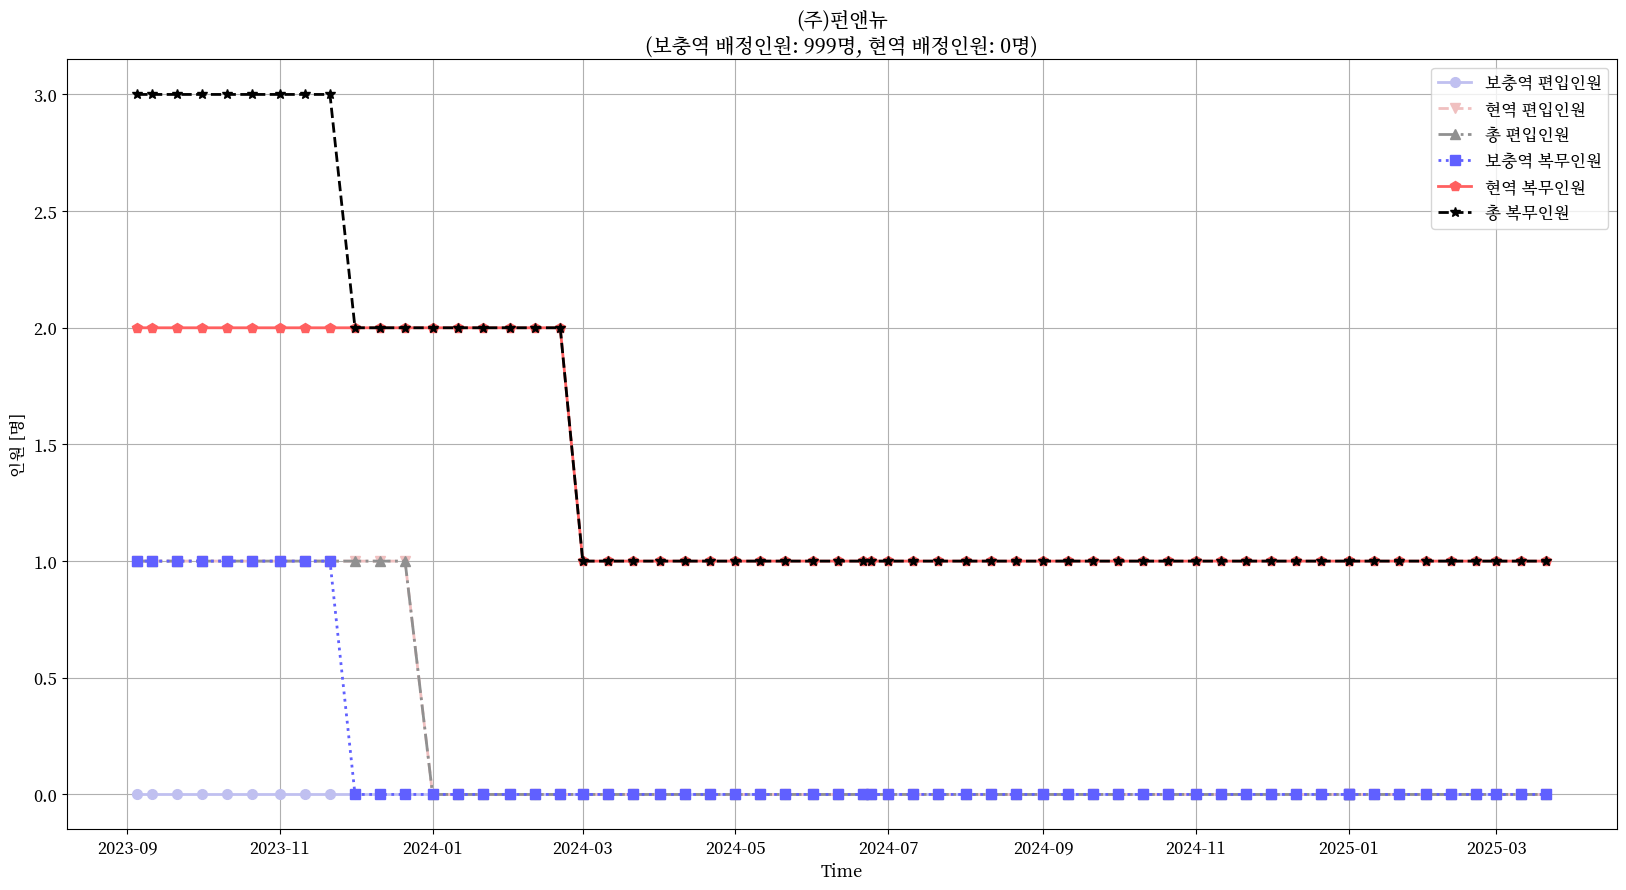 (주)펀앤뉴
(보충역 배정인원: 999명, 현역 배정인원: 0명)
보충역 편입인원
현역 편입인원
총 편입인원
보충역 복무인원
현역 복무인원
총 복무인원
3.0
2.5
2.0
1.5
1.0
0.5
0.0
인원 [명]
2023-09
2023-11
2024-01
2024-03
2024-05
2024-07
2024-09
2024-11
2025-01
2025-03
Time